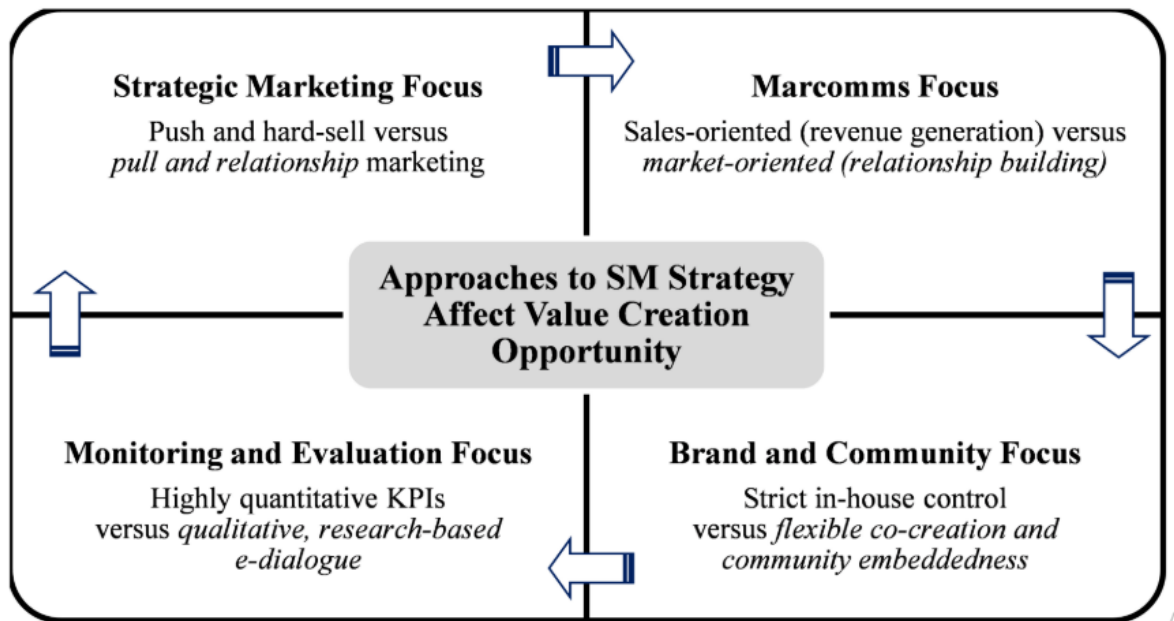 Strategic Marketing Focus
Push and hard-sell versus
pull and relationship marketing
Marcomms Focus
Sales-oriented (revenue generation) versus
market-oriented (relationship building)
Approaches to SM Strategy
Affect Value Creation
Opportunity
Monitoring and Evaluation Focus
Highly quantitative KPIs
versus qualitative, research-based
e-dialogue
Brand and Community Focus
Strict in-house control
versus flexible co-creation and
community embeddedness